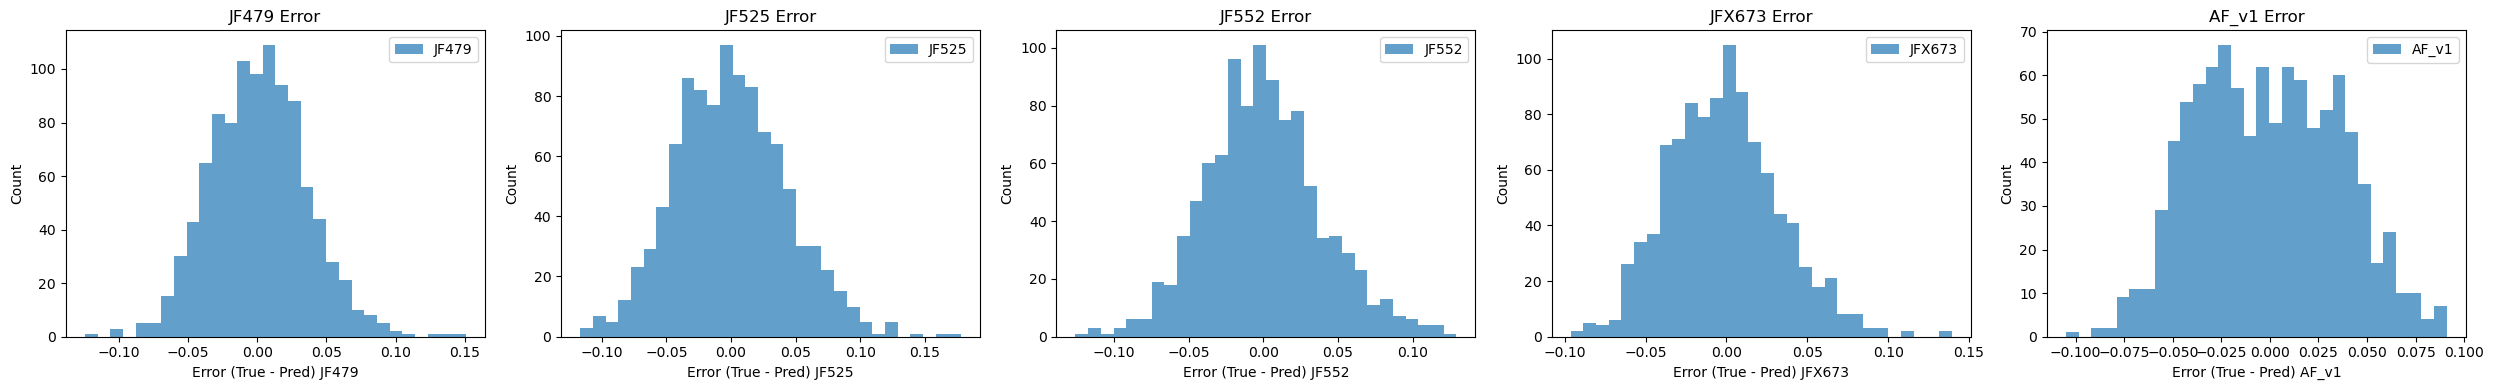 JF479 Error
JF479
Count
100
80
60
40
20
0
−0.10 −0.05 0.00 0.05 0.10 0.15
Error (True - Pred) JF479
JF525 Error
JF525
Count
100
80
60
40
20
0
−0.10 −0.05 0.00 0.05 0.10 0.15
Error (True - Pred) JF525
JF552 Error
JF552
Count
100
80
60
40
20
0
−0.10 −0.05 0.00 0.05 0.10
Error (True - Pred) JF552
JFX673 Error
JFX673
Count
100
80
60
40
20
0
−0.10 −0.05 0.00 0.05 0.10 0.15
Error (True - Pred) JFX673
AF_v1 Error
AF_v1
Count
70
60
50
40
30
20
10
0
−0.100 −0.075 −0.050 −0.025 0.000 0.025 0.050 0.075 0.100
Error (True - Pred) AF_v1